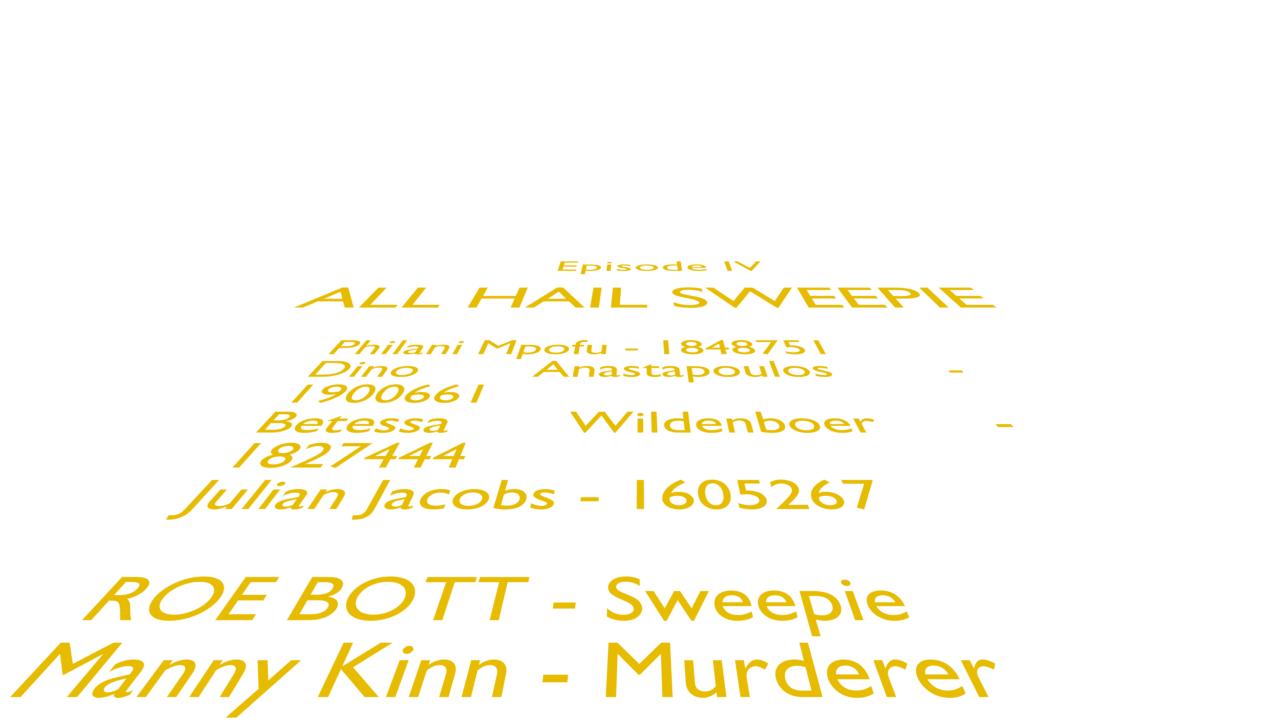 Episode IV
ALL HAIL SWEEPIE
Philani Mpofu - 1848751
Dino Anastapoulos -
1900661
Betessa Wildenboer -
1827444
Julian Jacobs - 1605267
ROE BOTT - Sweepie
Manny Kinn - Murderer